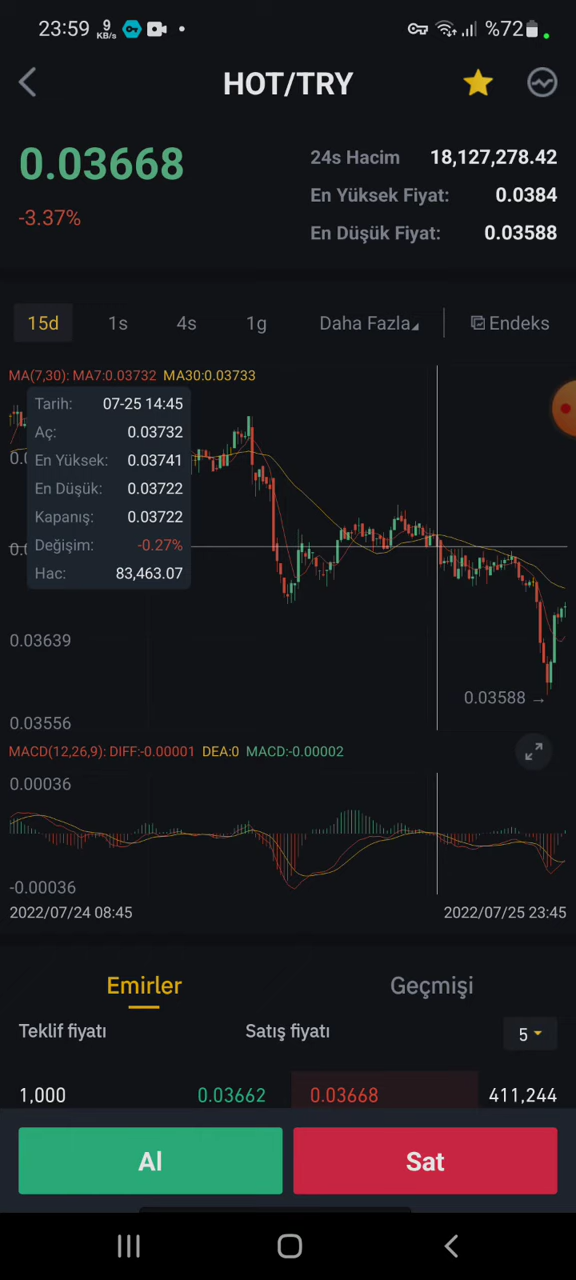 23:59 9 KB/s %72
HOT/TRY
0.03668
-3.37%
24s Hacim 18,127,278.42
En Yüksek Fiyat: 0.0384
En Düşük Fiyat: 0.03588
15d 1s 4s 1g Daha Fazla Endeks
MA(7,30): MA7:0.03732 MA30:0.03733
Tarih: 07-25 14:45
Aç: 0.03732
En Yüksek: 0.03741
En Düşük: 0.03722
Kapanış: 0.03722
Değişim: -0.27%
Hac: 83,463.07
0.03639
0.03588 →
0.03556
MACD(12,26,9): DIFF:-0.00001 DEA:0 MACD:-0.00002
0.00036
-0.00036
2022/07/24 08:45 2022/07/25 23:45
Emirler Geçmişi
Teklif fiyatı Satış fiyatı 5
1,000 0.03662 0.03668 411,244
Al Sat